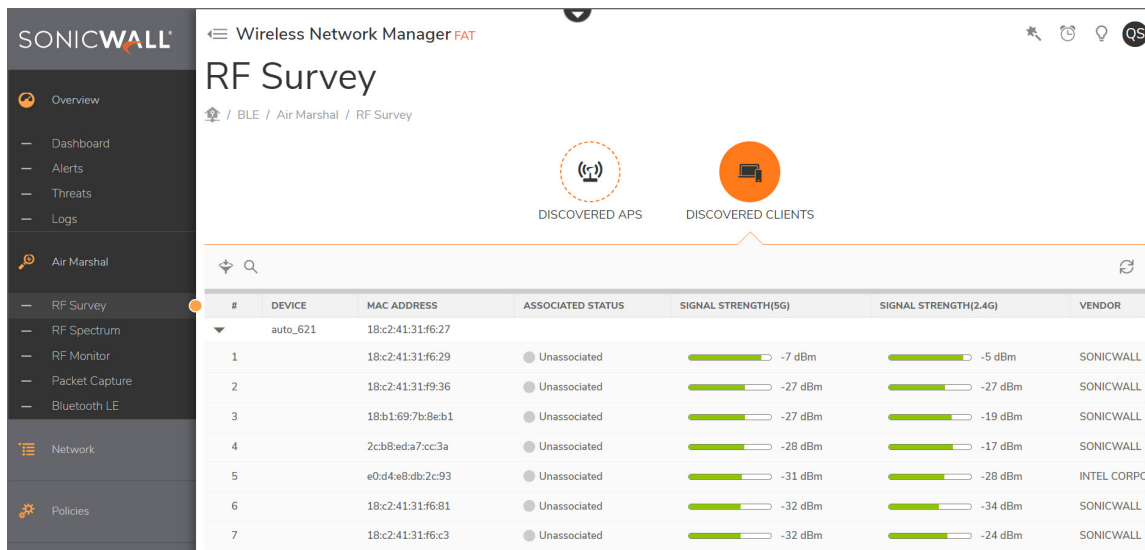 SONICWALL
Wireless Network Manager FAT
QS
RF Survey
/ BLE / Air Marshal / RF Survey
Overview
Dashboard
Alerts
Threats
Logs
Air Marshal
RF Survey
RF Spectrum
RF Monitor
Packet Capture
Bluetooth LE
Network
Policies
DISCOVERED APS
DISCOVERED CLIENTS
# DEVICE MAC ADDRESS ASSOCIATED STATUS SIGNAL STRENGTH(5G) SIGNAL STRENGTH(2.4G) VENDOR
auto_621 18:c2:41:31:f6:27
1 18:c2:41:31:f6:29 Unassociated -7 dBm -5 dBm SONICWALL
2 18:c2:41:31:f9:36 Unassociated -27 dBm -27 dBm SONICWALL
3 18:b1:69:7b:8e:b1 Unassociated -27 dBm -19 dBm SONICWALL
4 2c:b8:ed:a7:cc:3a Unassociated -28 dBm -17 dBm SONICWALL
5 e0:d4:e8:db:2c:93 Unassociated -31 dBm -28 dBm INTEL CORPO
6 18:c2:41:31:f6:81 Unassociated -32 dBm -34 dBm SONICWALL
7 18:c2:41:31:f6:c3 Unassociated -32 dBm -24 dBm SONICWALL